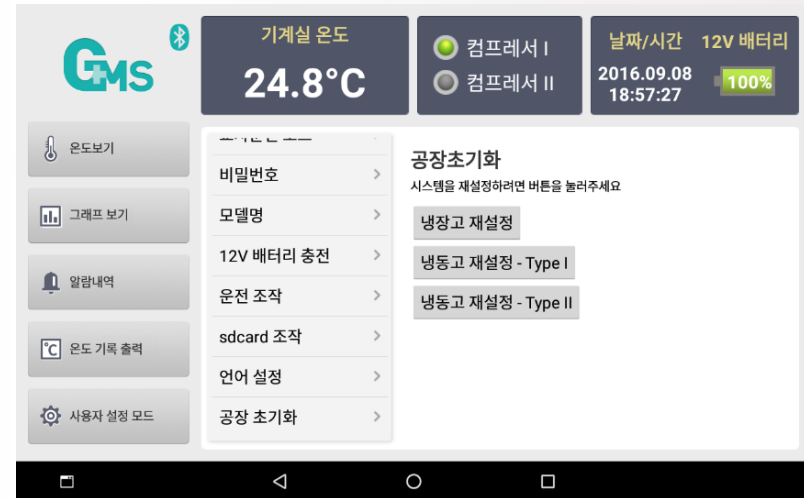 GMS
기계실 온도
24.8°C
컴프레서 I
컴프레서 II
날짜/시간
2016.09.08
18:57:27
12V 배터리
100%
온도보기
그래프 보기
알람내역
온도 기록 출력
사용자 설정 모드
비밀번호
모델명
12V 배터리 충전
운전 조작
sdcard 조작
언어 설정
공장 초기화
공장초기화
시스템을 재설정하려면 버튼을 눌러주세요
냉장고 재설정
냉동고 재설정 - Type I
냉동고 재설정 - Type II